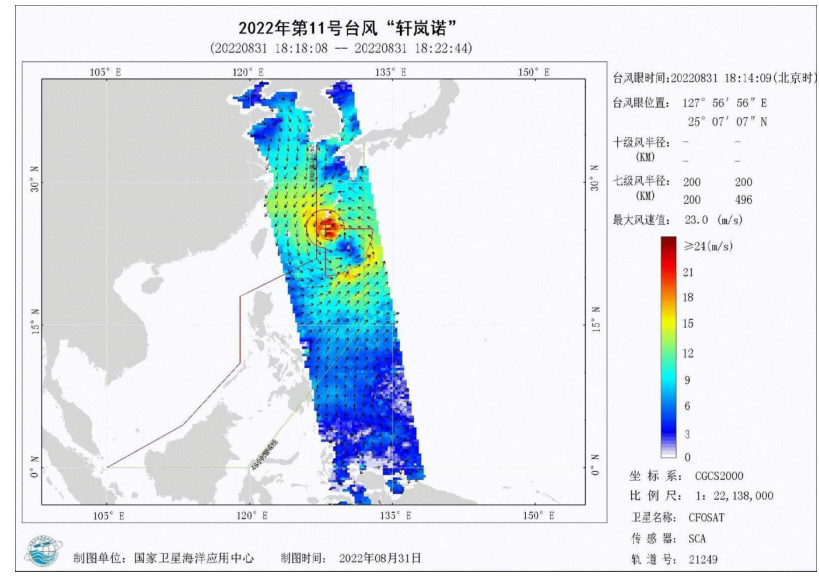 2022年第11号台风“轩岚诺”
(20220831 18:18:08 -- 20220831 18:22:44)
105° E 120° E 135° E 150° E
30° N 30° N
15° N 15° N
0° N 0° N
105° E 120° E 135° E 150° E
台风眼时间:20220831 18:14:09(北京时)
台风眼位置: 127° 56′ 56″ E
25° 07′ 07″ N
十级风半径: - -
(KM) - -
七级风半径: 200 200
(KM) 200 496
最大风速值: 23.0 (m/s)
≥24(m/s)
21
18
15
12
9
6
3
0
坐 标 系: CGCS2000
比 例 尺: 1: 22,138,000
卫星名称: CFOSAT
传 感 器: SCA
轨 道 号: 21249
制图单位: 国家卫星海洋应用中心 制图时间: 2022年08月31日